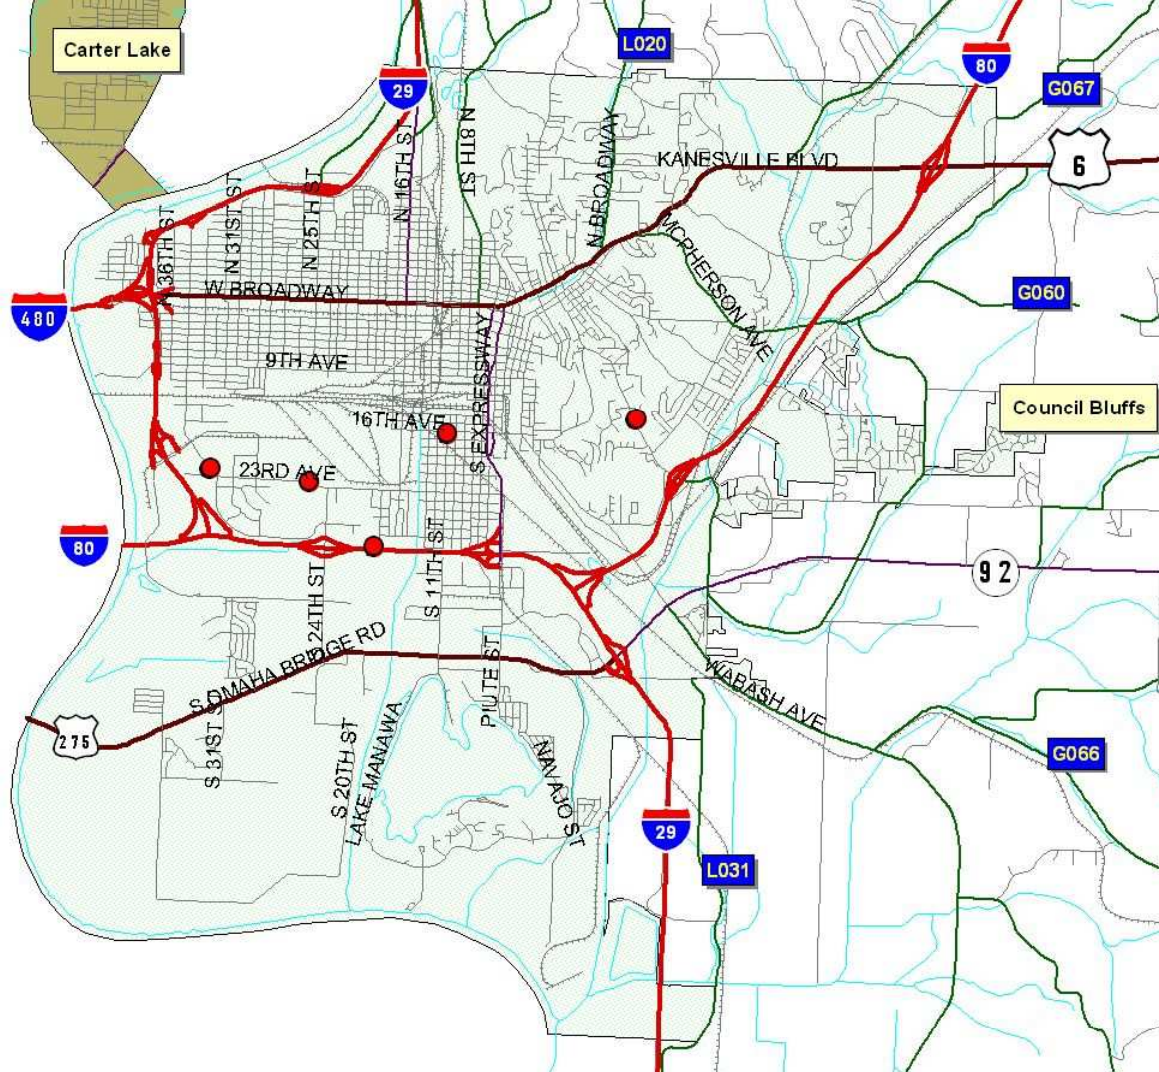 Carter Lake
L020
80
29
G067
N 8TH ST
N BROADWAY
N 16TH ST
KANESVILLE BLVD
6
N 31ST ST
N 25TH ST
N 36TH ST
MCPHERSON AVE
W BROADWAY
G060
480
S EXPRESSWAY
9TH AVE
Council Bluffs
16TH AVE
23RD AVE
80
S 11TH ST
92
S 24TH ST
S OMAHA BRIDGE RD
PIUTE ST
WABASH AVE
275
S 31ST S
S 20TH ST
LAKE MANAWA
NAVAJO ST
G066
29
L031